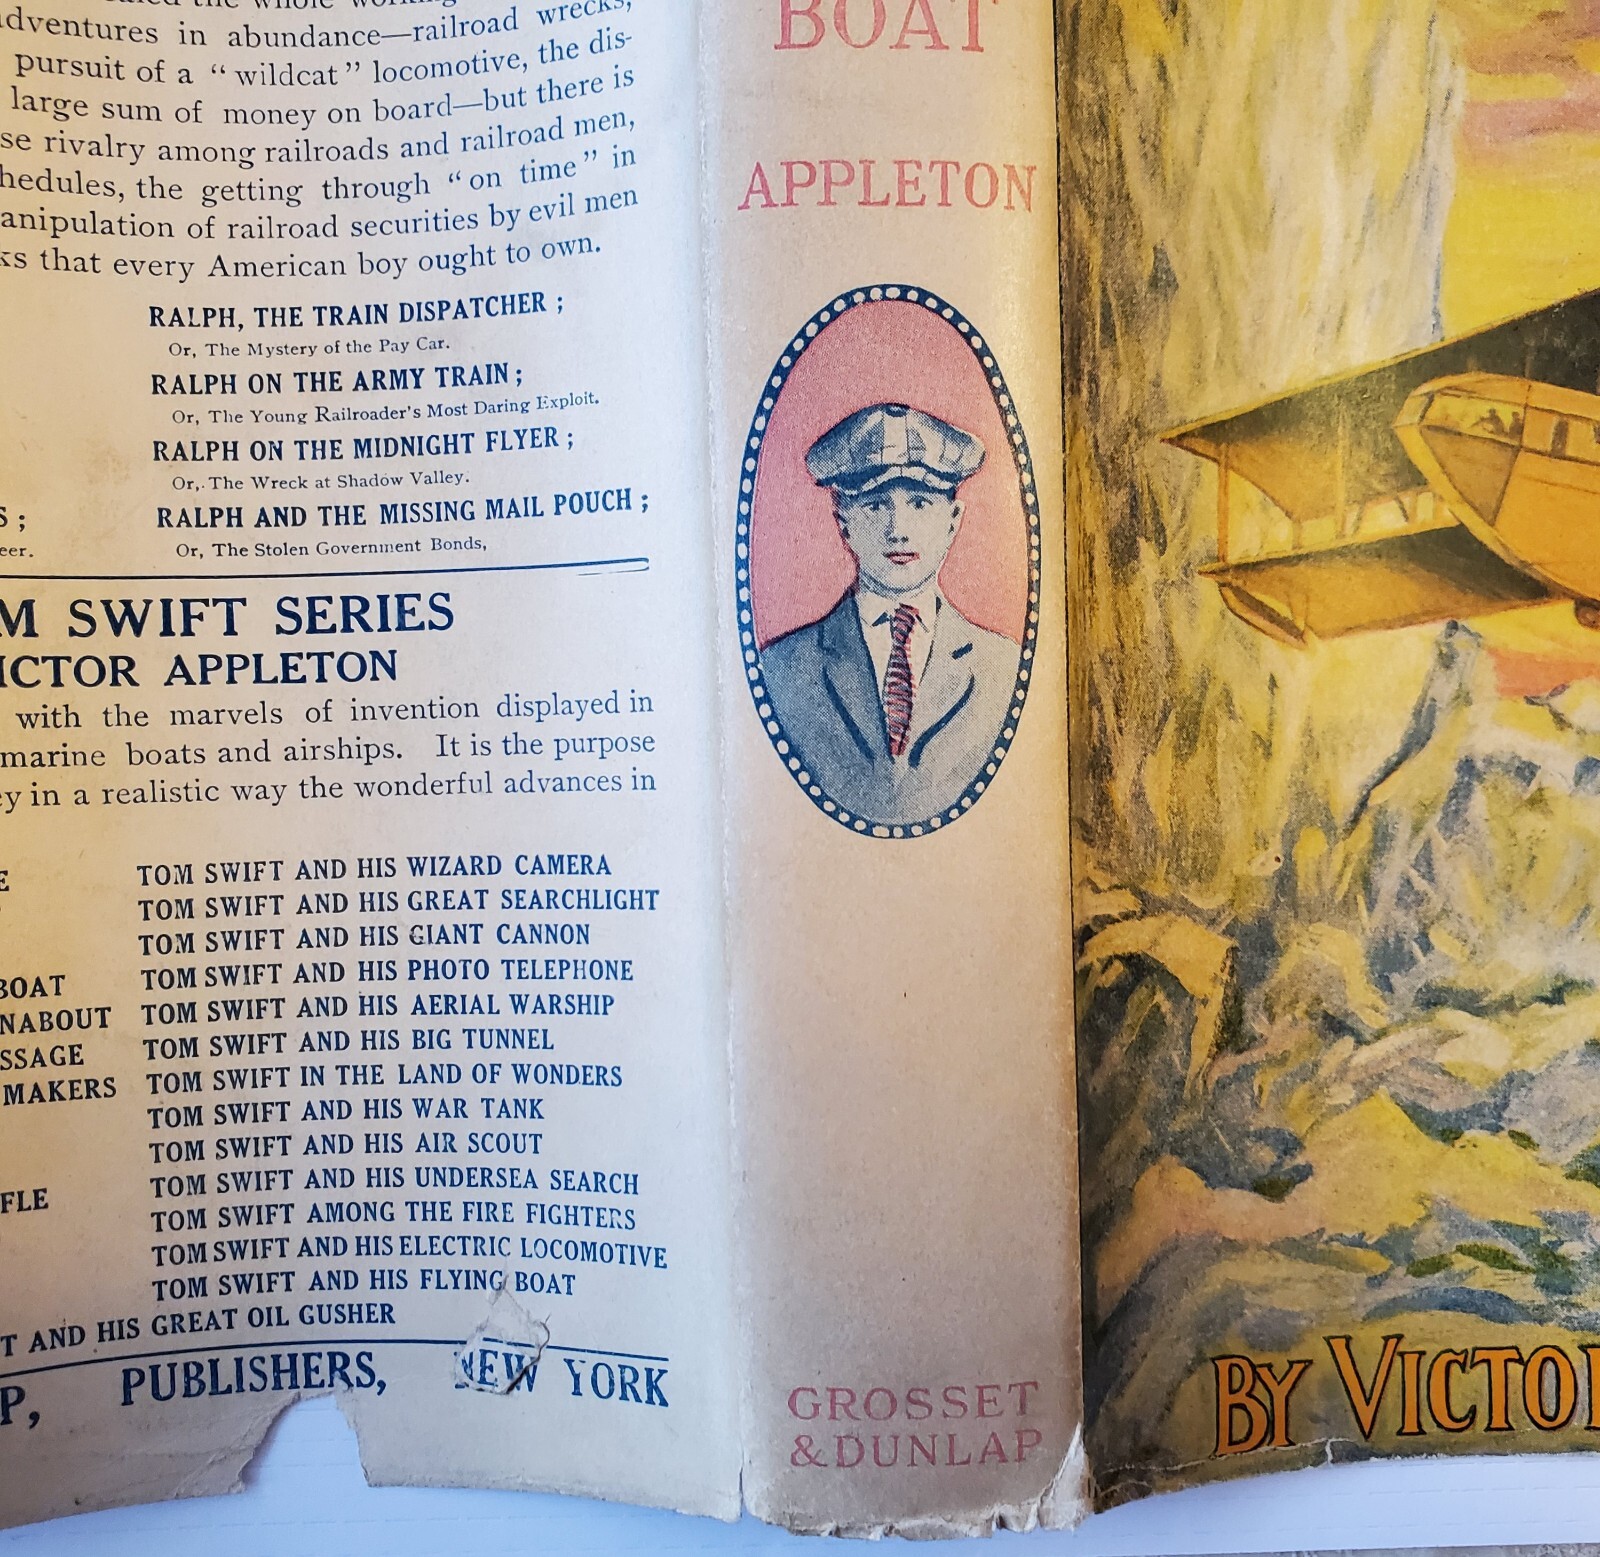 dventures in abundance—railroad wrecks,
pursuit of a “wildcat” locomotive, the dis-
large sum of money on board—but there is
se rivalry among railroads and railroad men,
hedules, the getting through “on time” in
anipulation of railroad securities by evil men
ks that every American boy ought to own.
RALPH, THE TRAIN DISPATCHER;
Or, The Mystery of the Pay Car.
RALPH ON THE ARMY TRAIN;
Or, The Young Railroader's Most Daring Exploit.
RALPH ON THE MIDNIGHT FLYER;
Or, The Wreck at Shadow Valley.
S; RALPH AND THE MISSING MAIL POUCH;
eer. Or, The Stolen Government Bonds,
M SWIFT SERIES
ICTOR APPLETON
with the marvels of invention displayed in
marine boats and airships. It is the purpose
ey in a realistic way the wonderful advances in
E TOM SWIFT AND HIS WIZARD CAMERA
TOM SWIFT AND HIS GREAT SEARCHLIGHT
TOM SWIFT AND HIS GIANT CANNON
BOAT TOM SWIFT AND HIS PHOTO TELEPHONE
NABOUT TOM SWIFT AND HIS AERIAL WARSHIP
SSAGE TOM SWIFT AND HIS BIG TUNNEL
MAKERS TOM SWIFT IN THE LAND OF WONDERS
TOM SWIFT AND HIS WAR TANK
TOM SWIFT AND HIS AIR SCOUT
FLE TOM SWIFT AND HIS UNDERSEA SEARCH
TOM SWIFT AMONG THE FIRE FIGHTERS
TOM SWIFT AND HIS ELECTRIC LOCOMOTIVE
TOM SWIFT AND HIS FLYING BOAT
T AND HIS GREAT OIL GUSHER
P, PUBLISHERS, NEW YORK
BOAT
APPLETON
GROSSET
& DUNLAP
BY VICTO